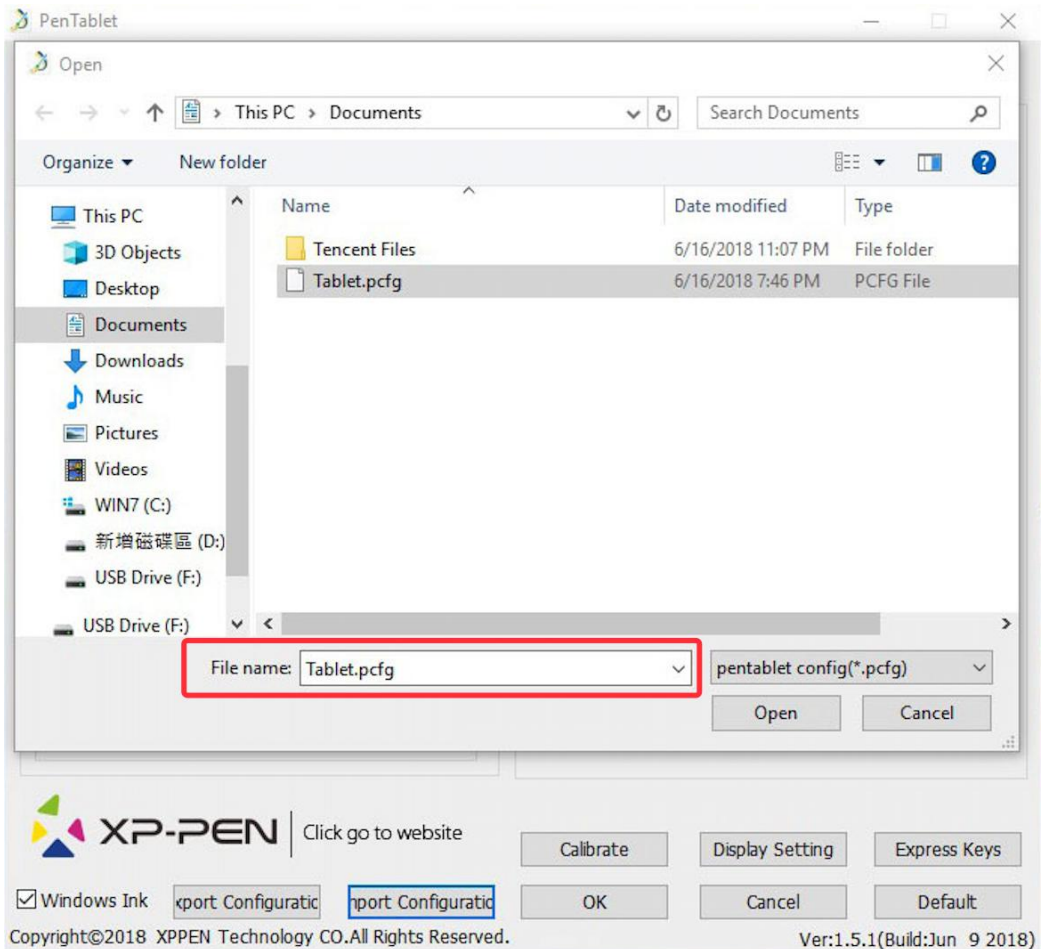 PenTablet
Open
This PC > Documents
Search Documents
Organize
New folder
Name
Date modified
Type
This PC
3D Objects
Desktop
Documents
Downloads
Music
Pictures
Videos
WIN7 (C:)
新增磁碟區 (D:)
USB Drive (F:)
USB Drive (F:)
Tencent Files 6/16/2018 11:07 PM File folder
Tablet.pcfg 6/16/2018 7:46 PM PCFG File
File name: Tablet.pcfg
pentablet config(*.pcfg)
Open
Cancel
XP-PEN
Click go to website
Calibrate
Display Setting
Express Keys
Windows Ink
xport Configuratic
nport Configuratic
OK
Cancel
Default
Copyright©2018 XPPEN Technology CO.All Rights Reserved.
Ver:1.5.1(Build:Jun 9 2018)